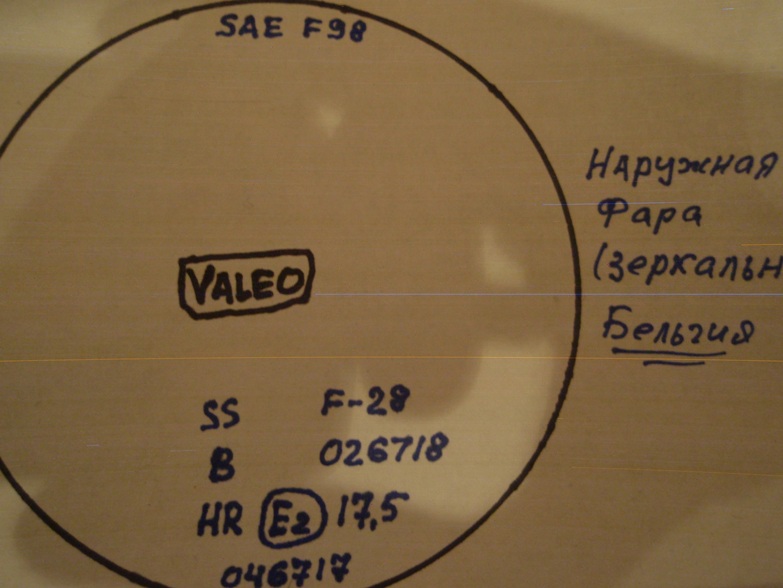 SAE F98
Наружная
Фара
(зеркальн
Бельгия
VALEO
SS F-28
B 026718
HR E2 17,5
046717